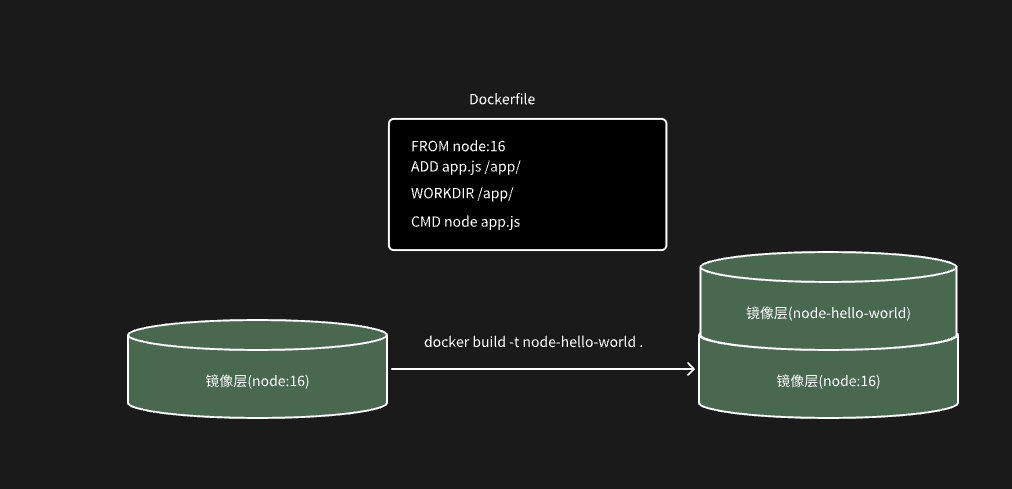 Dockerfile
FROM node:16
ADD app.js /app/
WORKDIR /app/
CMD node app.js
镜像层(node-hello-world)
docker build -t node-hello-world .
镜像层(node:16)
镜像层(node:16)